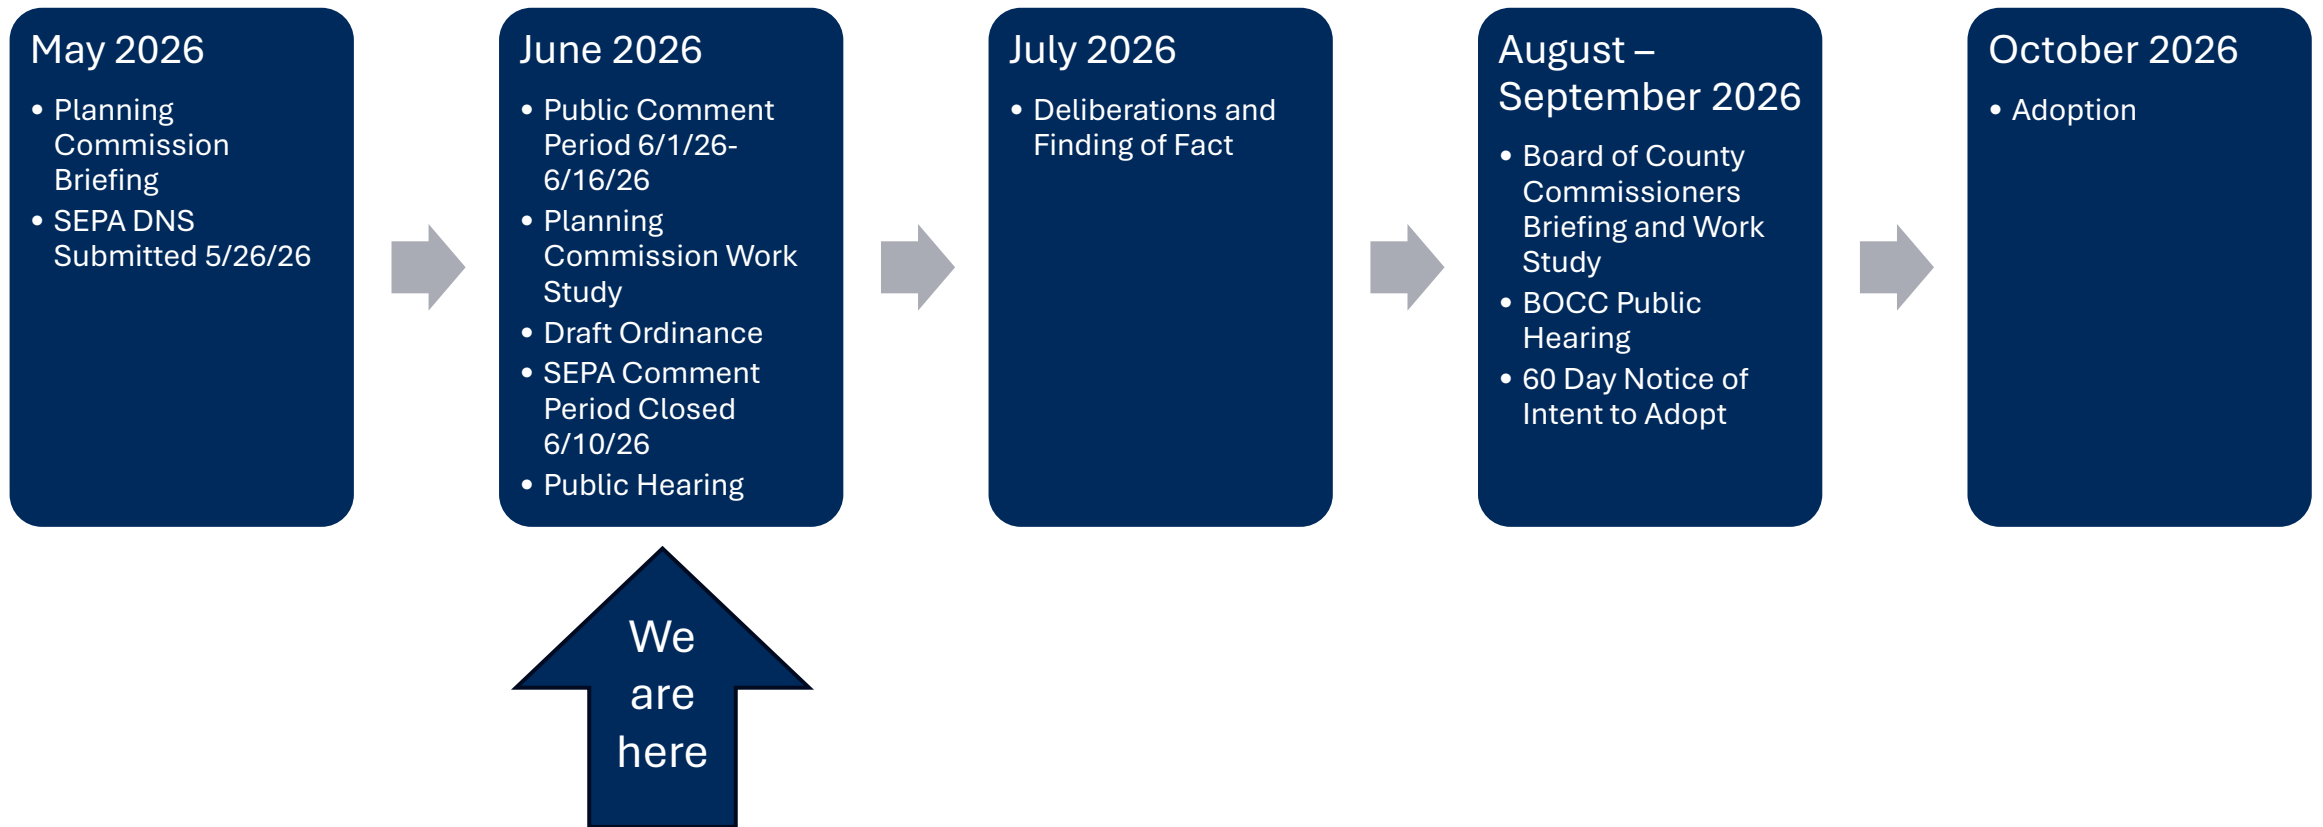 May 2026
• Planning
Commission
Briefing
• SEPA DNS
Submitted 5/26/26
June 2026
• Public Comment
Period 6/1/26-
6/16/26
• Planning
Commission Work
Study
• Draft Ordinance
• SEPA Comment
Period Closed
6/10/26
• Public Hearing
July 2026
• Deliberations and
Finding of Fact
August –
September 2026
• Board of County
Commissioners
Briefing and Work
Study
• BOCC Public
Hearing
• 60 Day Notice of
Intent to Adopt
October 2026
• Adoption
We
are
here